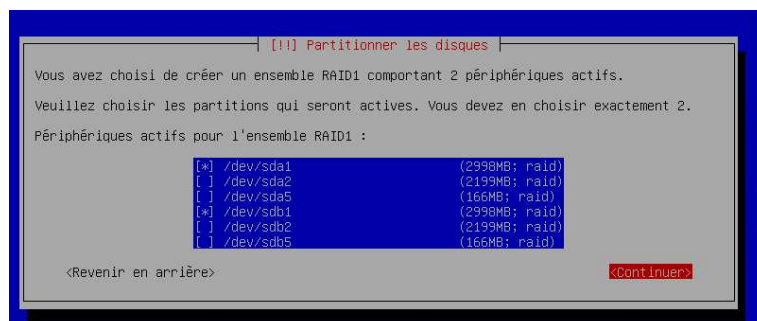 [!!] Partitionner les disques
Vous avez choisi de créer un ensemble RAID1 comportant 2 périphériques actifs.
Veuillez choisir les partitions qui seront actives. Vous devez en choisir exactement 2.
Périphériques actifs pour l'ensemble RAID1 :
[*] /dev/sda1 (2998MB; raid)
[ ] /dev/sda2 (2199MB; raid)
[ ] /dev/sda5 (166MB; raid)
[*] /dev/sdb1 (2998MB; raid)
[ ] /dev/sdb2 (2199MB; raid)
[ ] /dev/sdb5 (166MB; raid)
<Revenir en arrière> <Continuer>